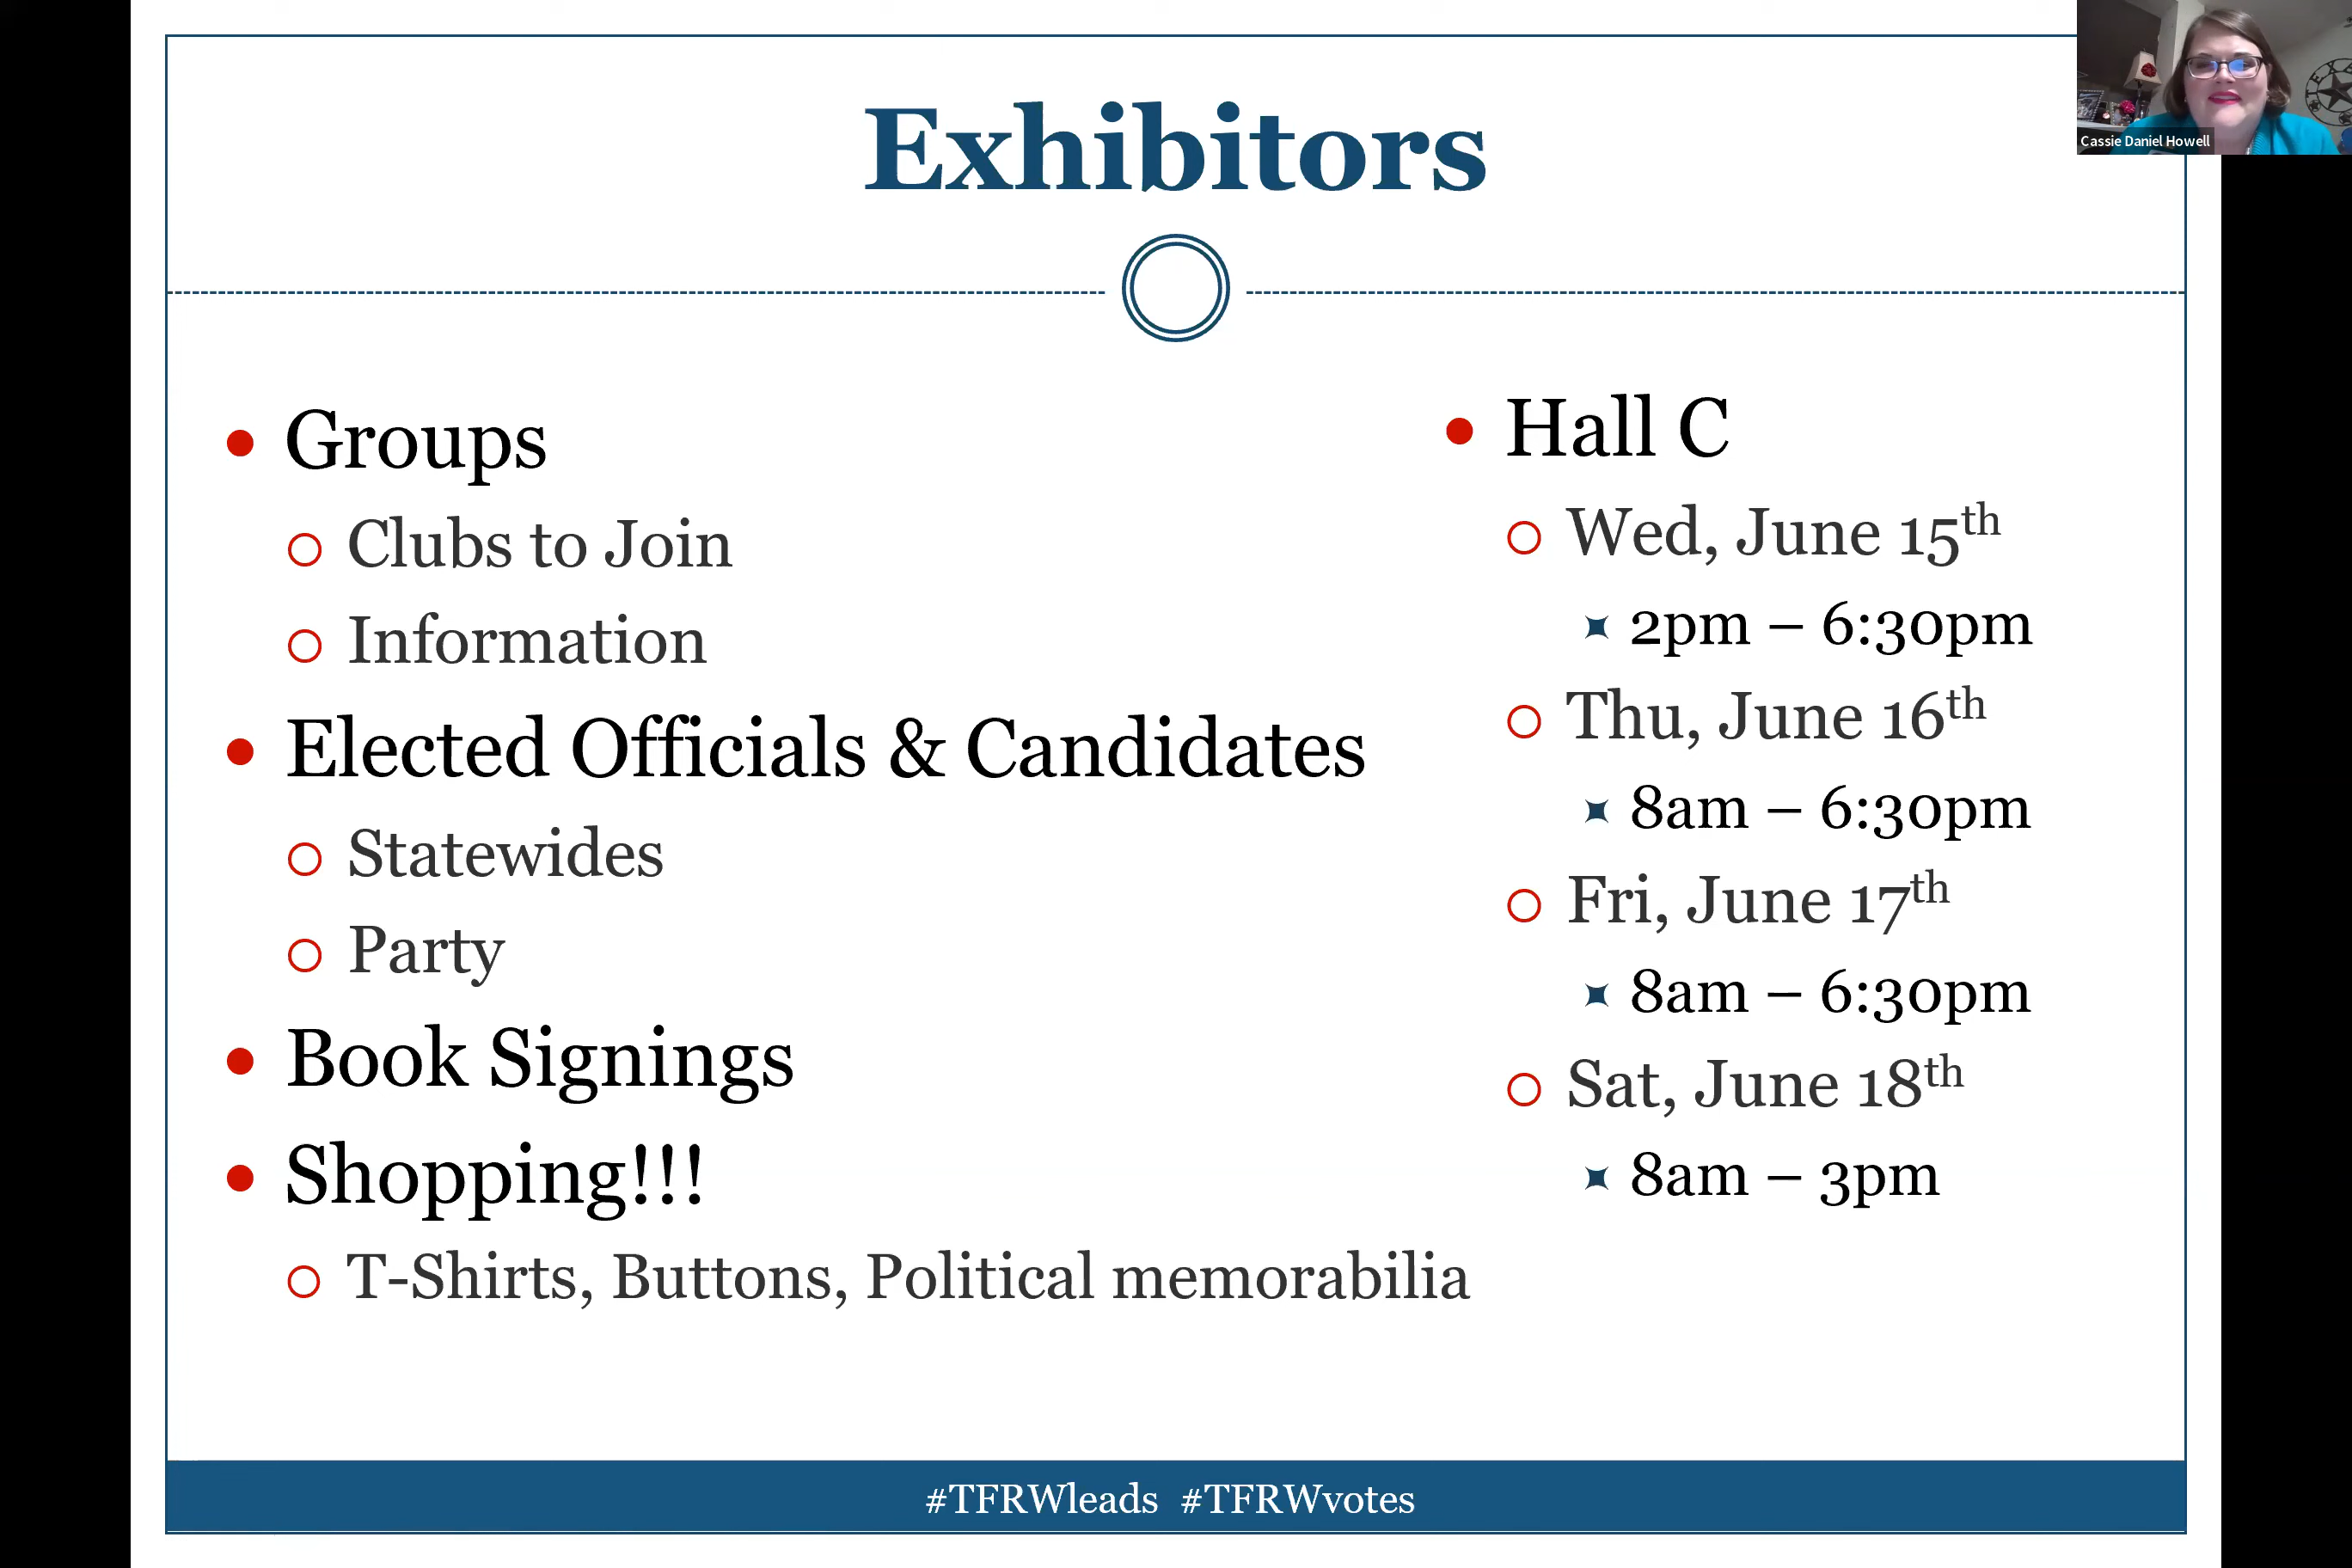 Exhibitors
Cassie Daniel Howell
Groups
Clubs to Join
Information
Elected Officials & Candidates
Statewides
Party
Book Signings
Shopping!!!
T-Shirts, Buttons, Political memorabilia
Hall C
Wed, June 15th
2pm – 6:30pm
Thu, June 16th
8am – 6:30pm
Fri, June 17th
8am – 6:30pm
Sat, June 18th
8am – 3pm
#TFRWleads #TFRWvotes